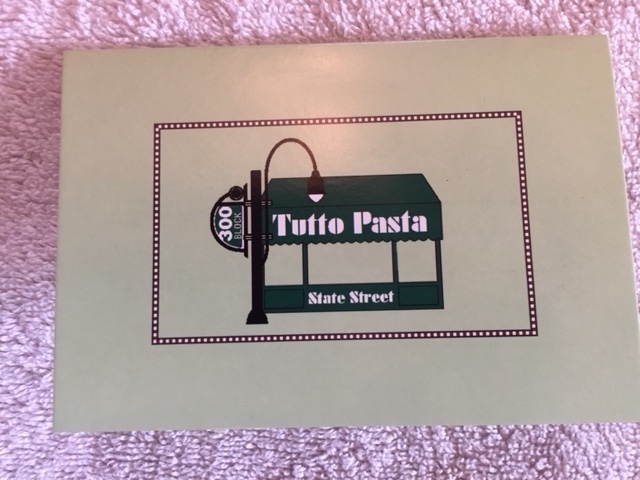 300
BLOCK
Tutto Pasta
State Street